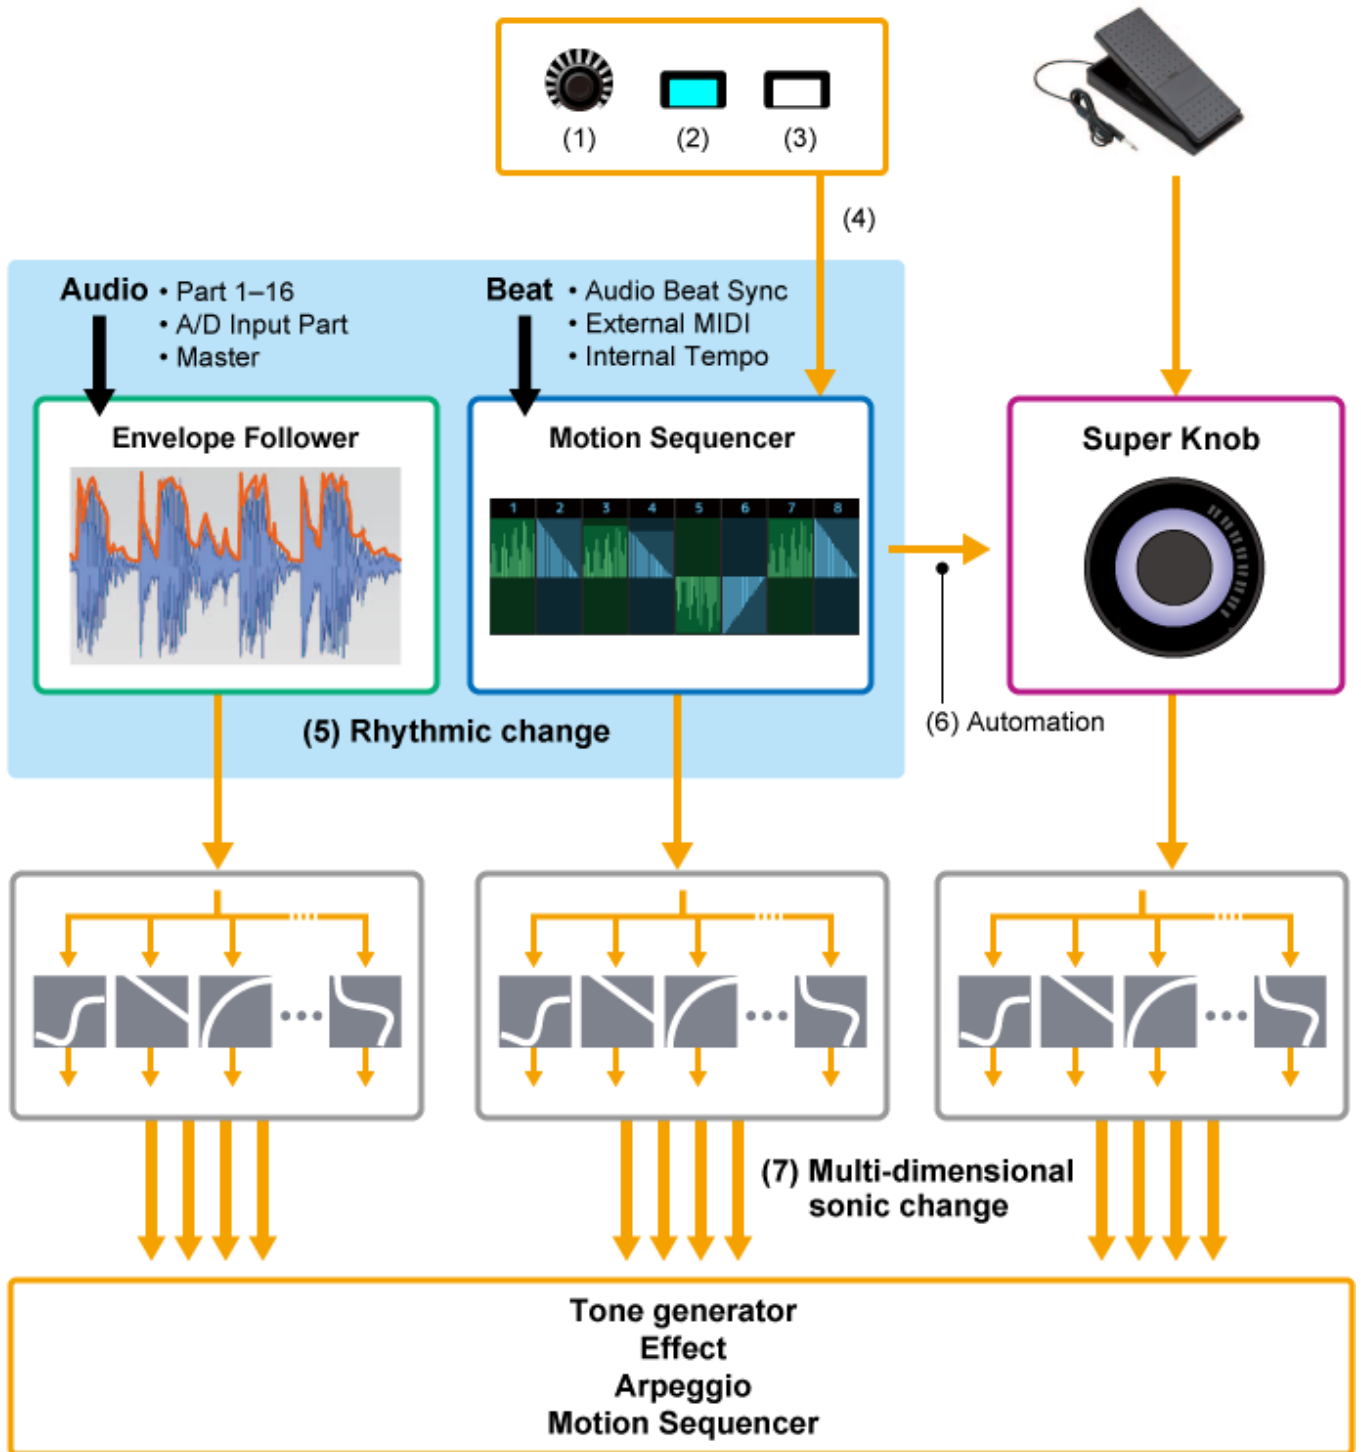 (1)
(2)
(3)
(4)
Audio
• Part 1–16
• A/D Input Part
• Master
Beat
• Audio Beat Sync
• External MIDI
• Internal Tempo
Envelope Follower
Motion Sequencer
1 2 3 4 5 6 7 8
Super Knob
(5) Rhythmic change
(6) Automation
(7) Multi-dimensional
sonic change
Tone generator
Effect
Arpeggio
Motion Sequencer